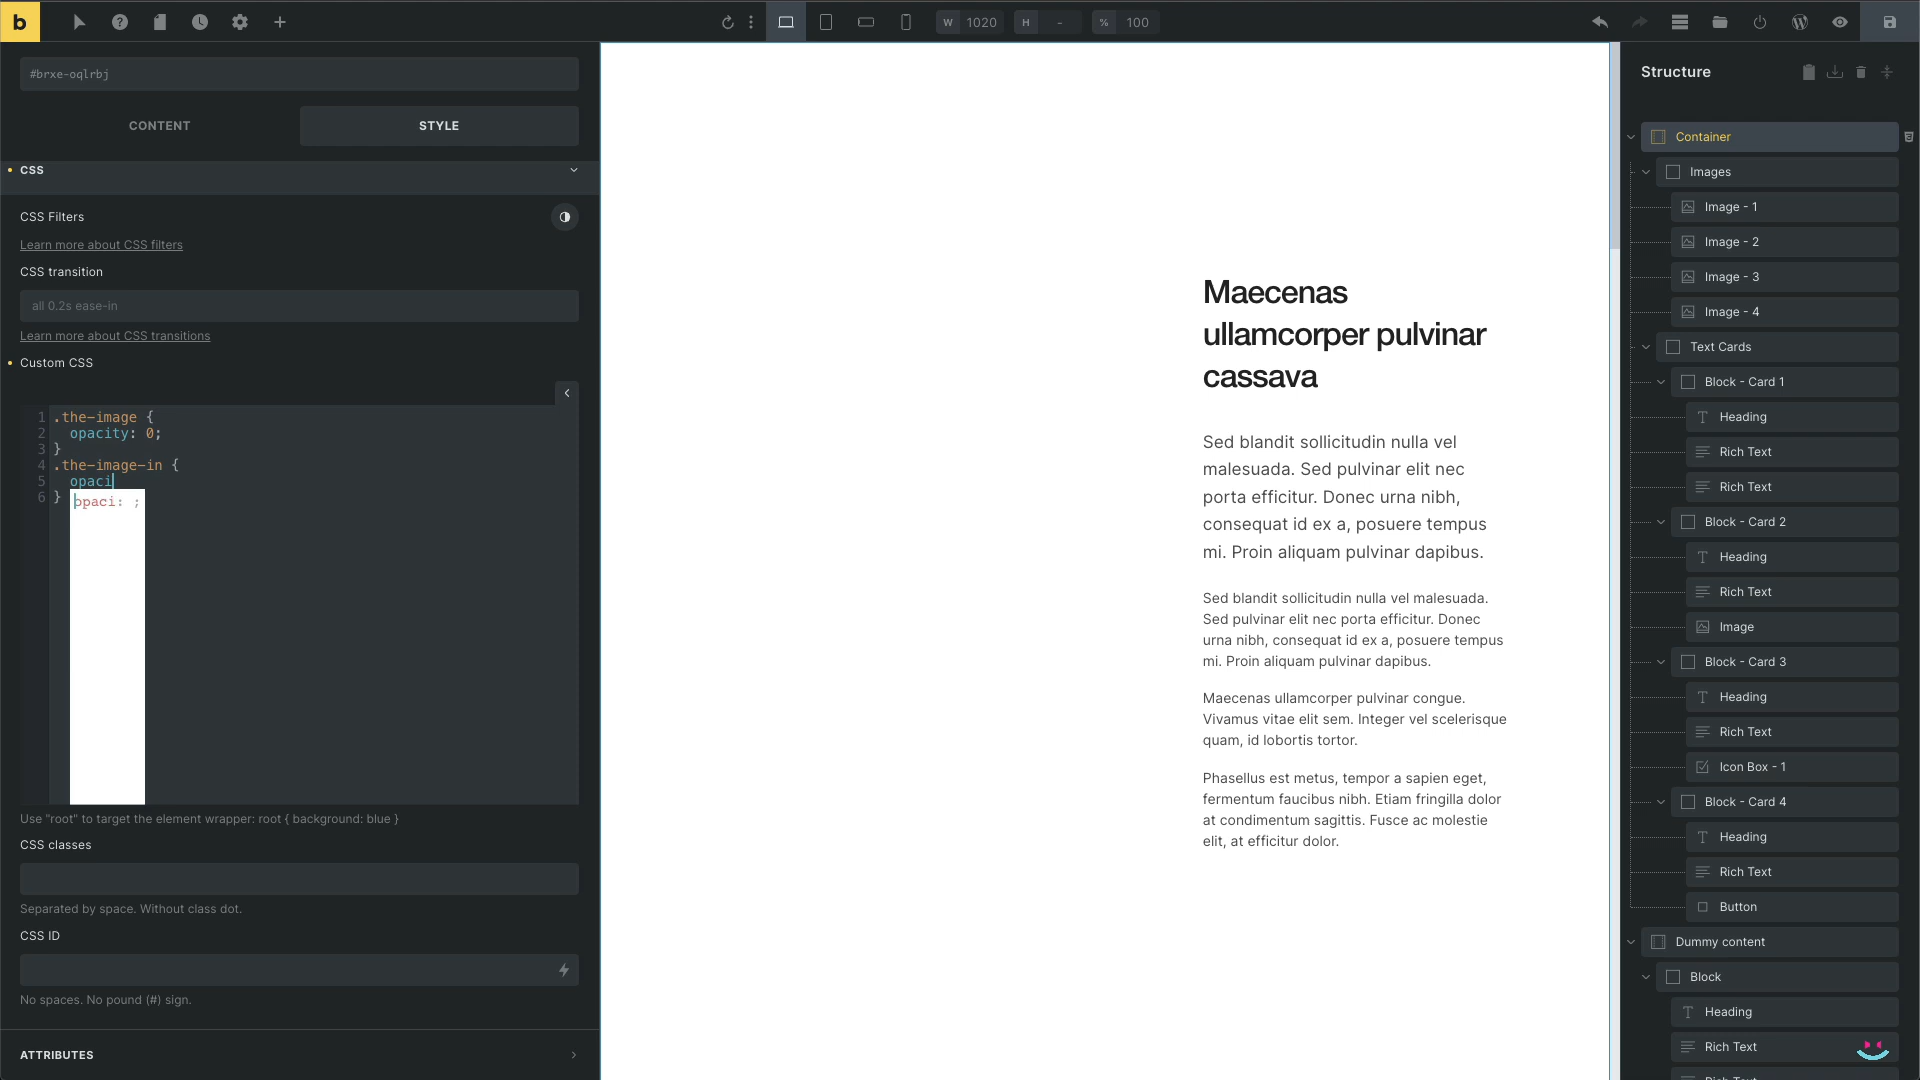 b
W 1020 H - % 100
#brxe-oqlrbj
CONTENT STYLE
CSS
CSS Filters
Learn more about CSS filters
CSS transition
all 0.2s ease-in
Learn more about CSS transitions
Custom CSS
1 .the-image {
2 opacity: 0;
3 }
4 .the-image-in {
5 opaci
6 }
opaci: ;
Use "root" to target the element wrapper: root { background: blue }
CSS classes
Separated by space. Without class dot.
CSS ID
No spaces. No pound (#) sign.
ATTRIBUTES
Maecenas
ullamcorper pulvinar
cassava
Sed blandit sollicitudin nulla vel
malesuada. Sed pulvinar elit nec
porta efficitur. Donec urna nibh,
consequat id ex a, posuere tempus
mi. Proin aliquam pulvinar dapibus.
Sed blandit sollicitudin nulla vel malesuada.
Sed pulvinar elit nec porta efficitur. Donec
urna nibh, consequat id ex a, posuere tempus
mi. Proin aliquam pulvinar dapibus.
Maecenas ullamcorper pulvinar congue.
Vivamus vitae elit sem. Integer vel scelerisque
quam, id lobortis tortor.
Phasellus est metus, tempor a sapien eget,
fermentum faucibus nibh. Etiam fringilla dolor
at condimentum sagittis. Fusce ac molestie
elit, at efficitur dolor.
Structure
Container
Images
Image - 1
Image - 2
Image - 3
Image - 4
Text Cards
Block - Card 1
Heading
Rich Text
Rich Text
Block - Card 2
Heading
Rich Text
Image
Block - Card 3
Heading
Rich Text
Icon Box - 1
Block - Card 4
Heading
Rich Text
Button
Dummy content
Block
Heading
Rich Text
Rich Text